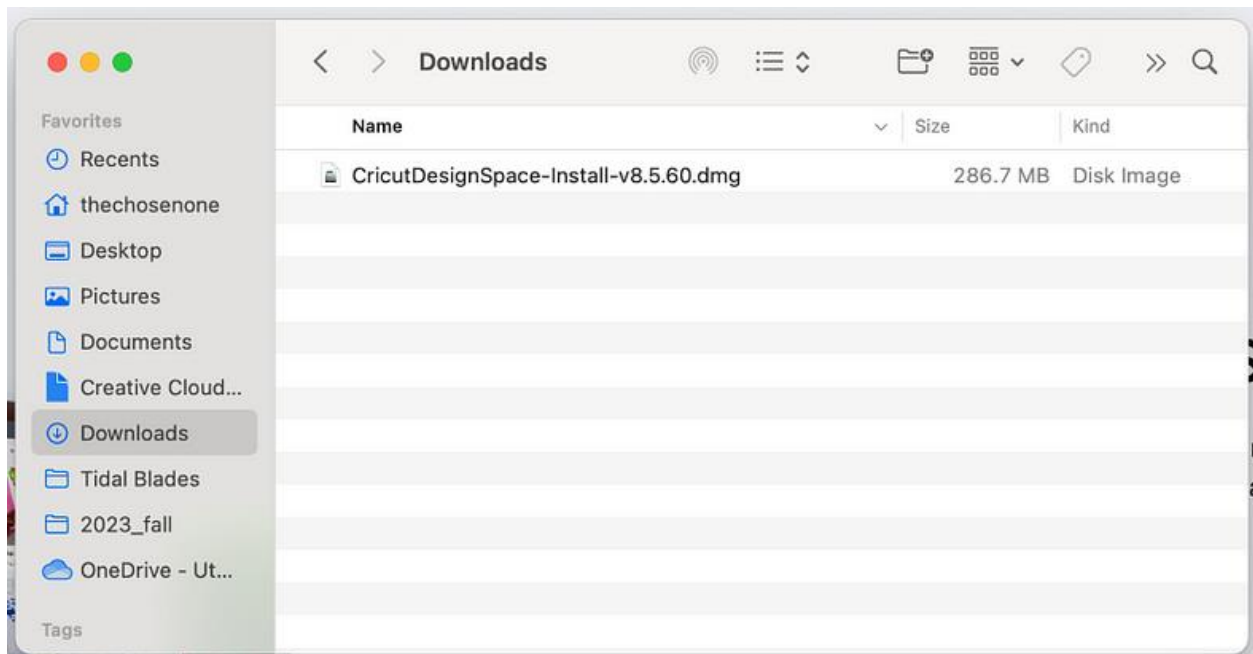 Downloads
Favorites
Recents
thechosenone
Desktop
Pictures
Documents
Creative Cloud...
Downloads
Tidal Blades
2023_fall
OneDrive - Ut...
Tags
Name Size Kind
CricutDesignSpace-Install-v8.5.60.dmg 286.7 MB Disk Image